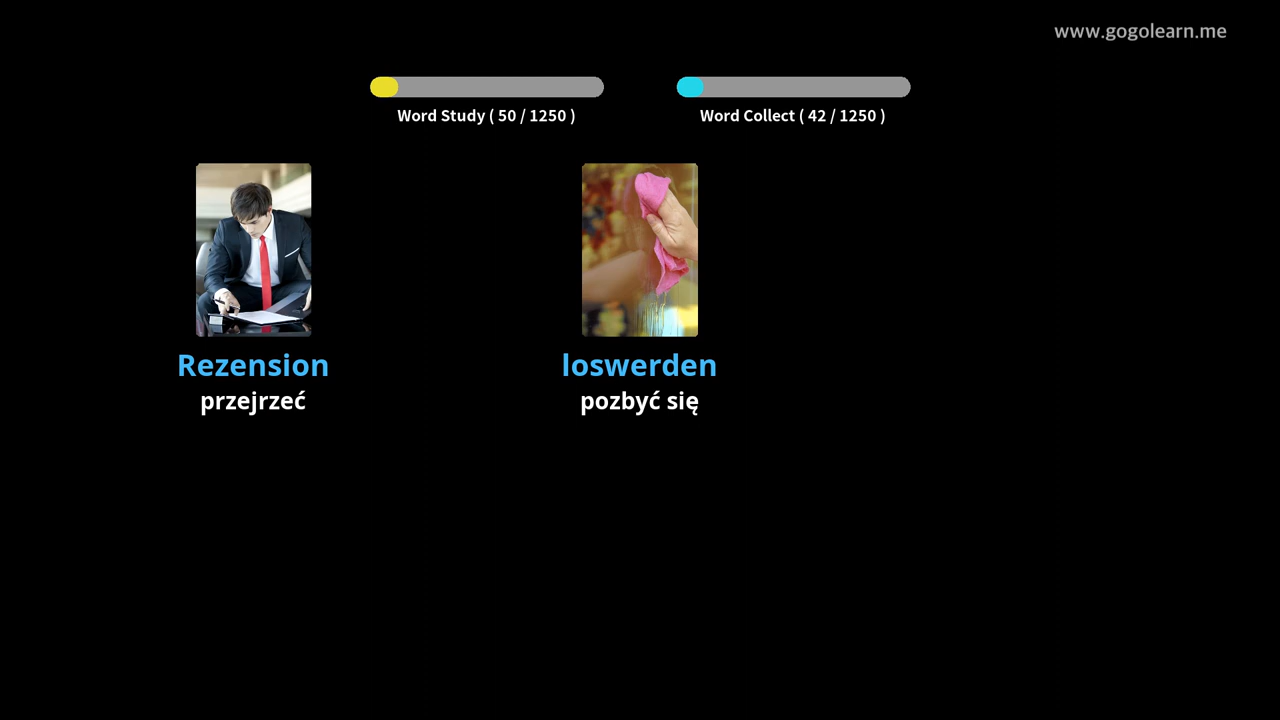 www.gogolearn.me
Word Study ( 50 / 1250 )
Word Collect ( 42 / 1250 )
Rezension
przejrzeć
loswerden
pozbyć się